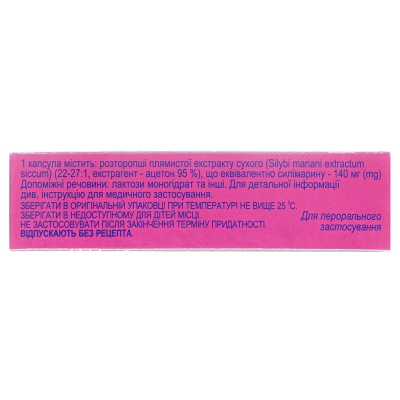 1 капсула містить: розторопші плямистої екстракту сухого (Silybi mariani extractum
siccum) (22-27:1, екстрагент - ацетон 95 %), що еквівалентно силімарину - 140 мг (mg)
Допоміжні речовини: лактози моногідрат та інші. Для детальної інформації
див. інструкцію для медичного застосування.
ЗБЕРІГАТИ В ОРИГІНАЛЬНІЙ УПАКОВЦІ ПРИ ТЕМПЕРАТУРІ НЕ ВИЩЕ 25 °С.
ЗБЕРІГАТИ В НЕДОСТУПНОМУ ДЛЯ ДІТЕЙ МІСЦІ.
НЕ ЗАСТОСОВУВАТИ ПІСЛЯ ЗАКІНЧЕННЯ ТЕРМІНУ ПРИДАТНОСТІ.
ВІДПУСКАЮТЬ БЕЗ РЕЦЕПТА.
Для перорального
застосування